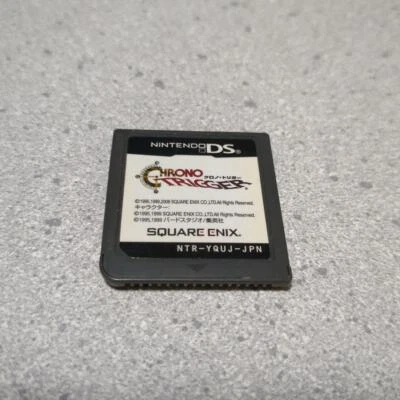 NINTENDO DS
CHRONO
クロノ・トリガー
TRIGGER
©1995,1999,2008 SQUARE ENIX CO.,LTD.All Rights Reserved.
キャラクター:
©1995,1999 SQUARE ENIX CO.,LTD.All Rights Reserved.
©1995,1999 バードスタジオ/集英社
SQUARE ENIX.
NTR-YQUJ-JPN